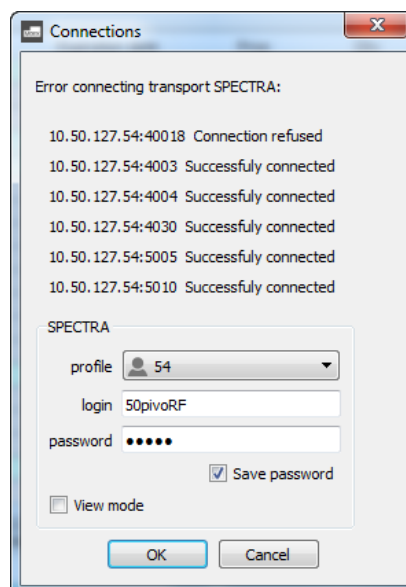 Connections
Error connecting transport SPECTRA:
10.50.127.54:40018 Connection refused
10.50.127.54:4003 Successfuly connected
10.50.127.54:4004 Successfuly connected
10.50.127.54:4030 Successfuly connected
10.50.127.54:5005 Successfuly connected
10.50.127.54:5010 Successfuly connected
SPECTRA
profile 54
login 50pivoRF
password •••••
Save password
View mode
OK Cancel